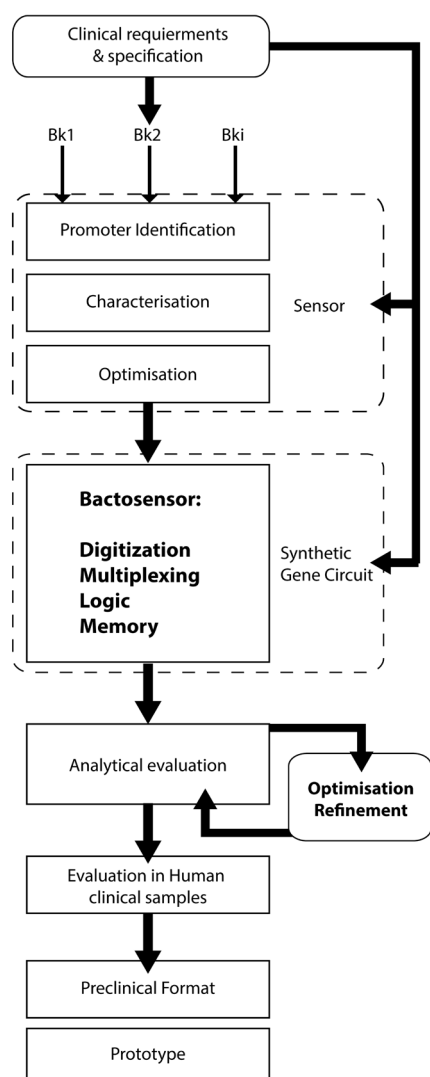 Clinical requierments
& specification
Bk1
Bk2
Bki
Promoter Identification
Characterisation
Sensor
Optimisation
Bactosensor:
Digitization
Multiplexing
Logic
Memory
Synthetic
Gene Circuit
Analytical evaluation
Optimisation
Refinement
Evaluation in Human
clinical samples
Preclinical Format
Prototype